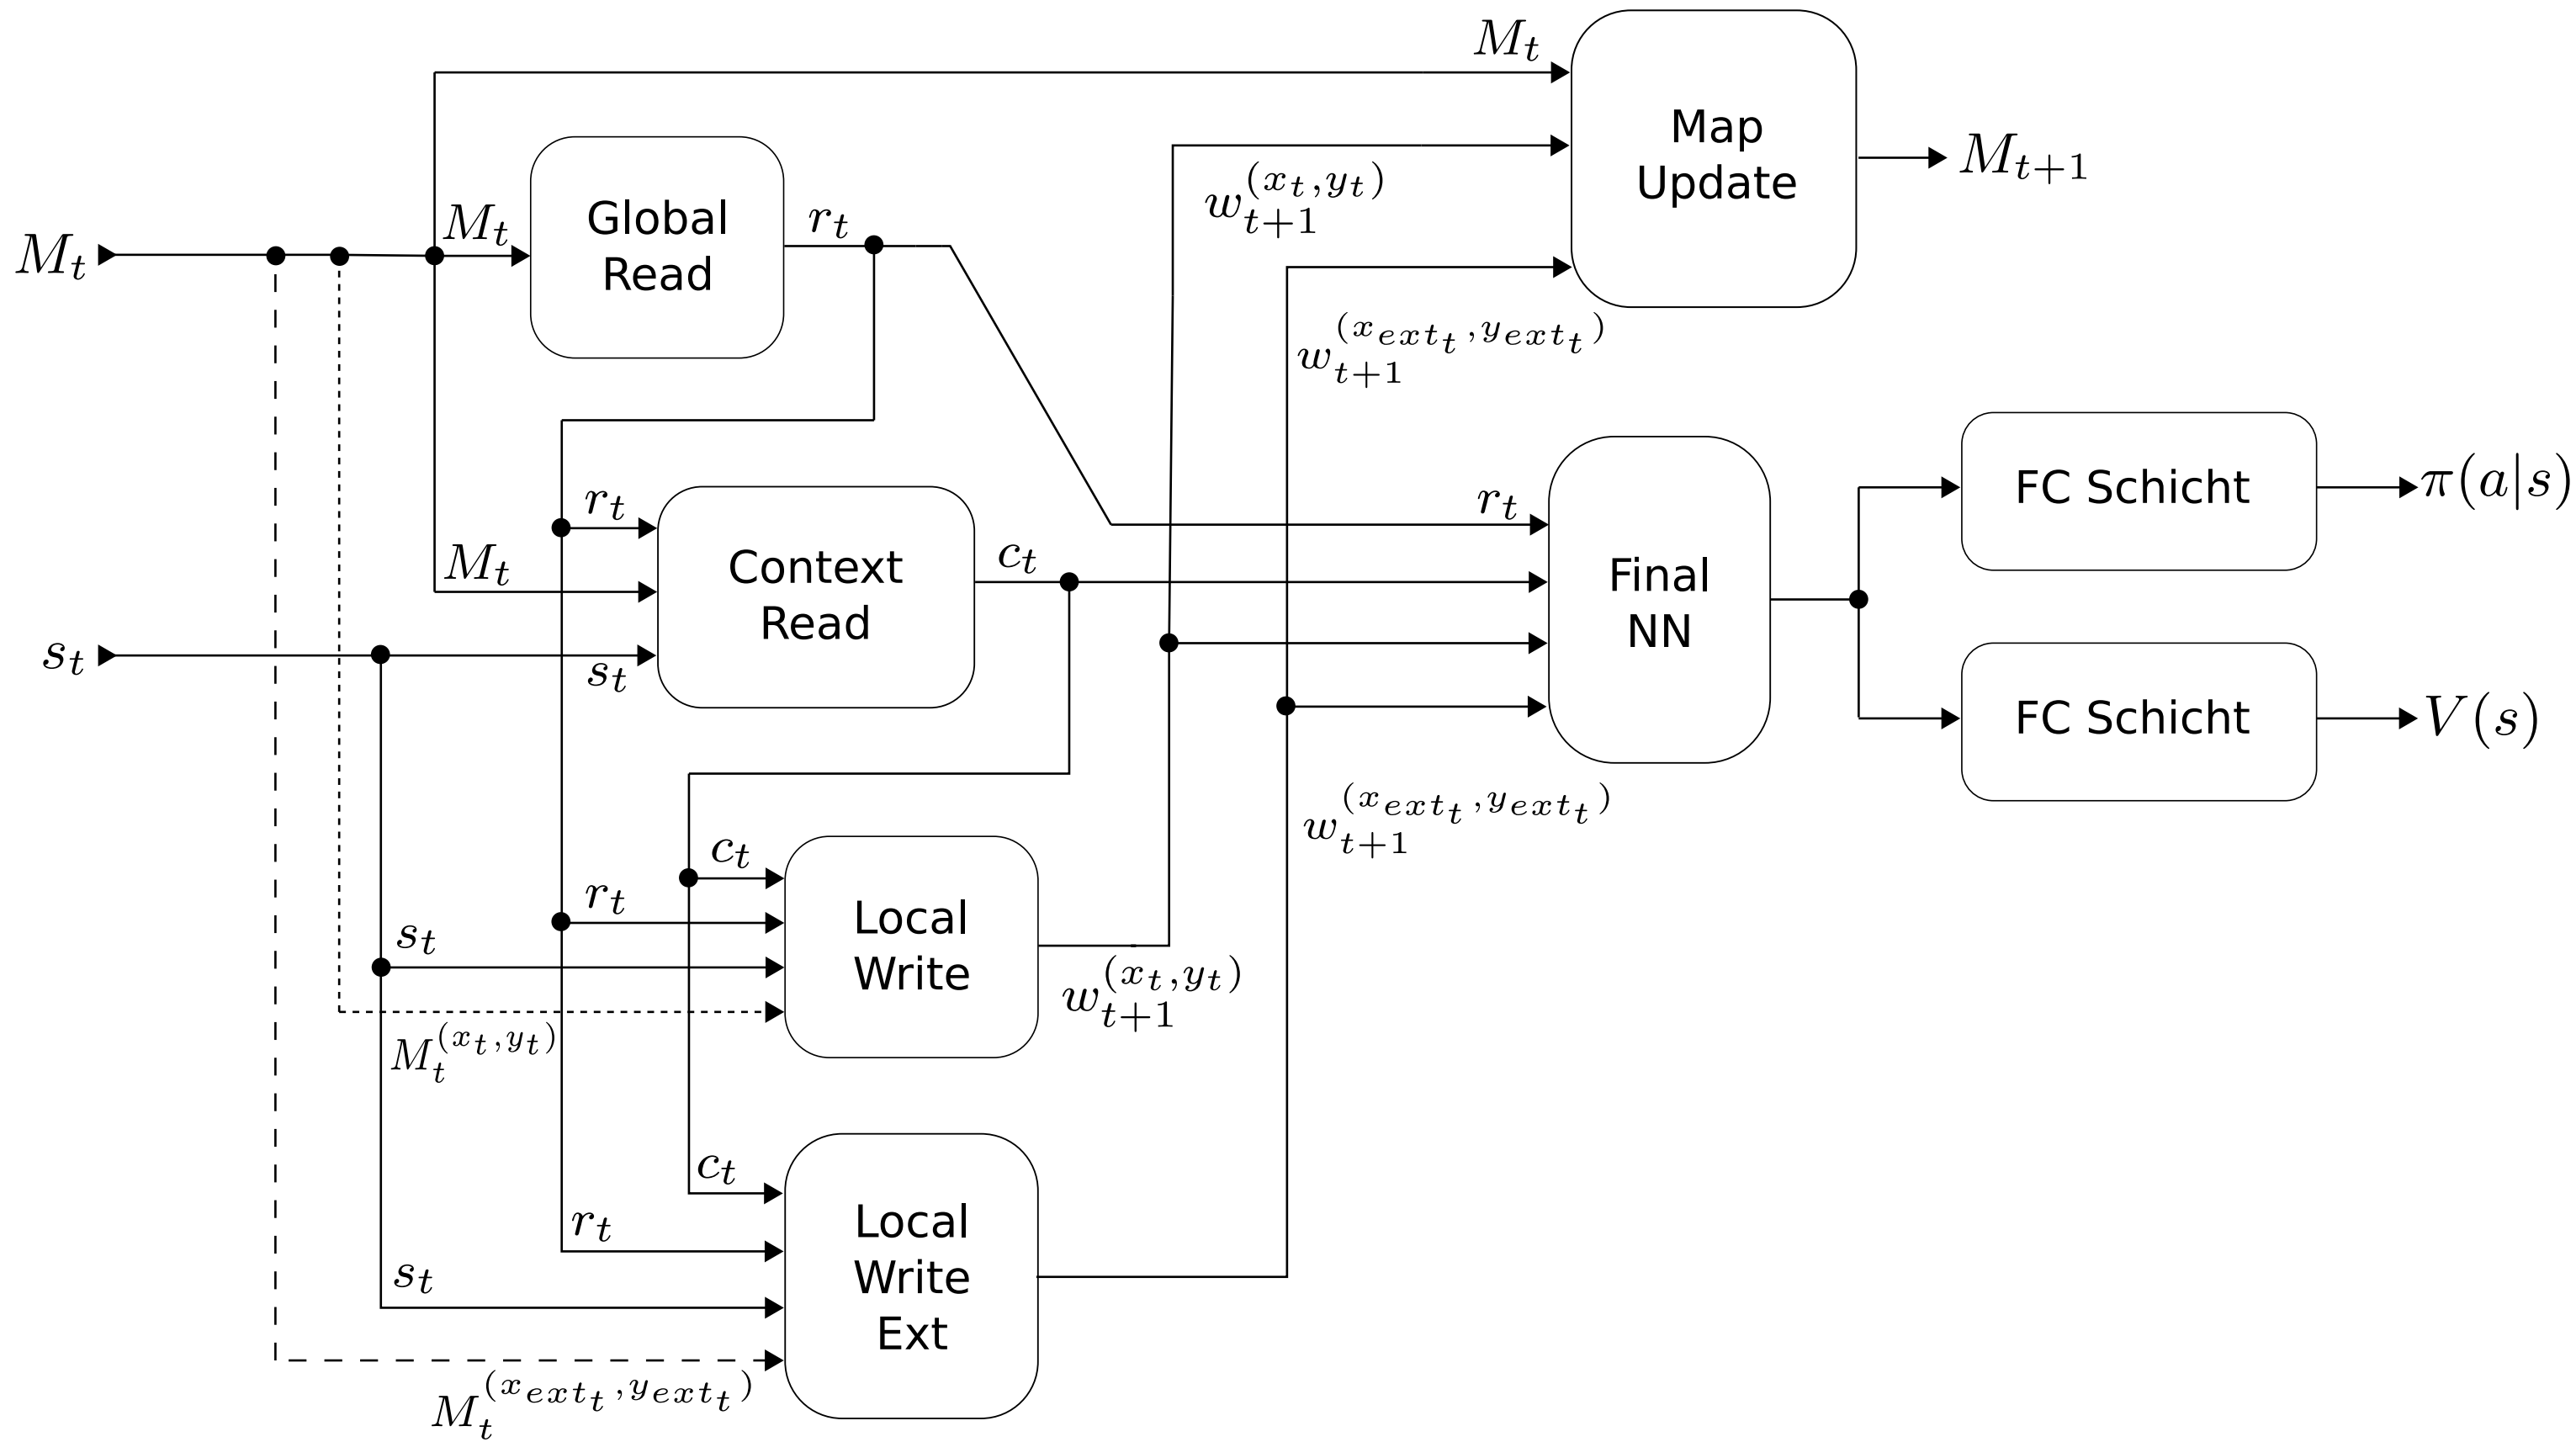 M_t
Map
Update
M_{t+1}
w_{t+1}^{(x_t,y_t)}
M_t
M_t
Global
Read
r_t
w_{t+1}^{(x_{ext_t},y_{ext_t})}
r_t
M_t
Context
Read
c_t
r_t
s_t
s_t
Final
NN
FC Schicht
π(a|s)
FC Schicht
V(s)
w_{t+1}^{(x_{ext_t},y_{ext_t})}
c_t
r_t
s_t
Local
Write
w_{t+1}^{(x_t,y_t)}
M_t^{(x_t,y_t)}
c_t
r_t
s_t
Local
Write
Ext
M_t^{(x_{ext_t},y_{ext_t})}